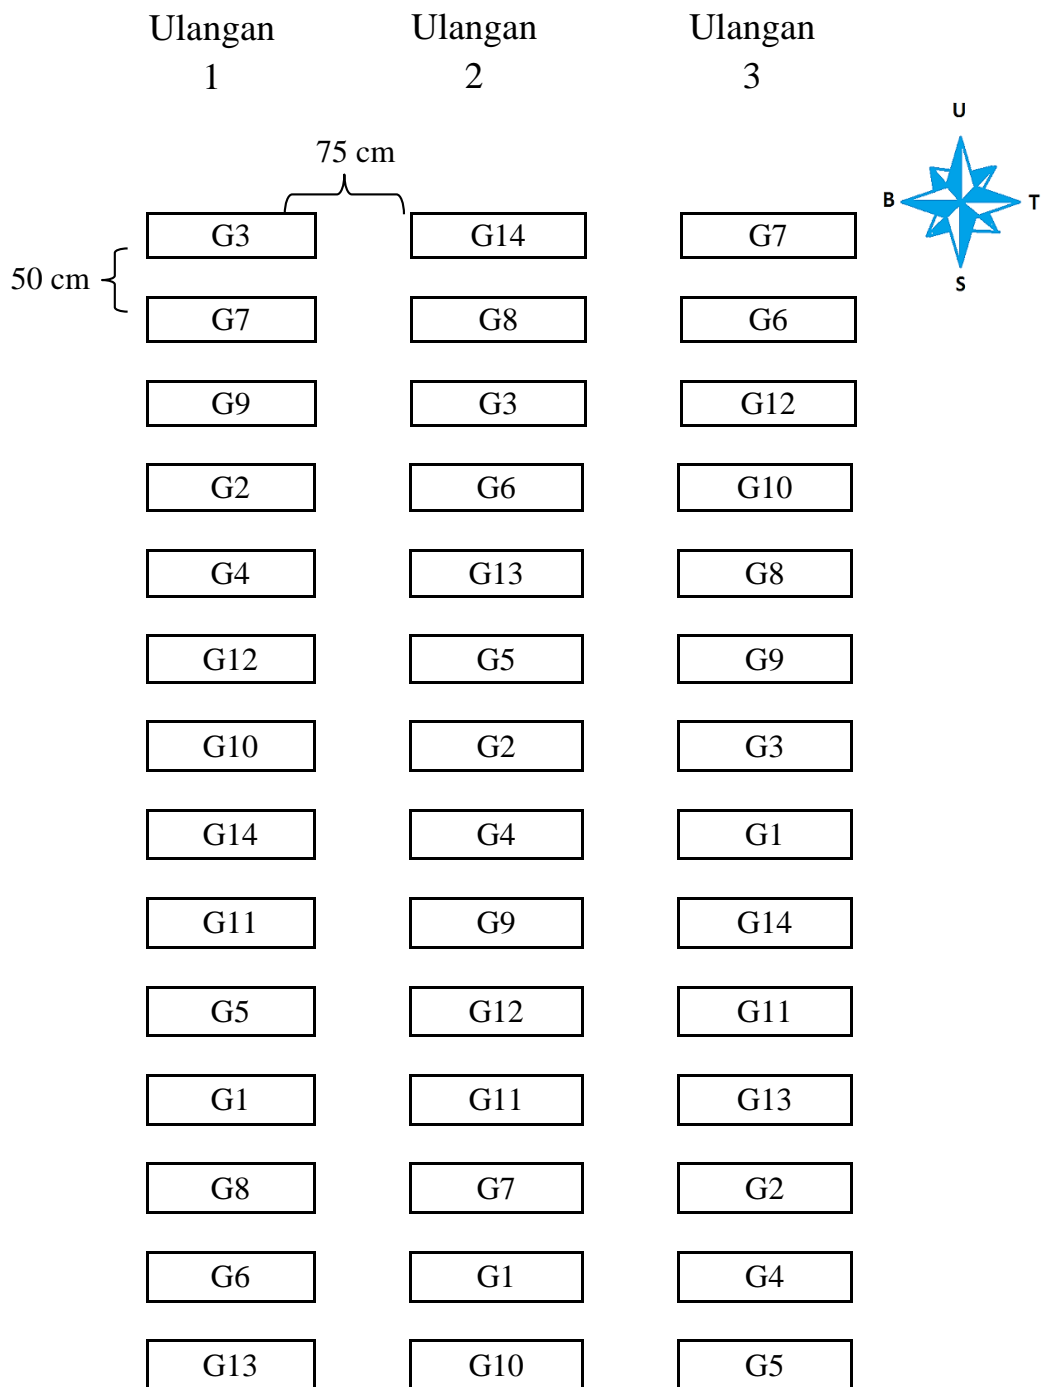 Ulangan Ulangan Ulangan
1 2 3
U
75 cm
B T
G3 G14 G7
50 cm
S
G7 G8 G6
G9 G3 G12
G2 G6 G10
G4 G13 G8
G12 G5 G9
G10 G2 G3
G14 G4 G1
G11 G9 G14
G5 G12 G11
G1 G11 G13
G8 G7 G2
G6 G1 G4
G13 G10 G5